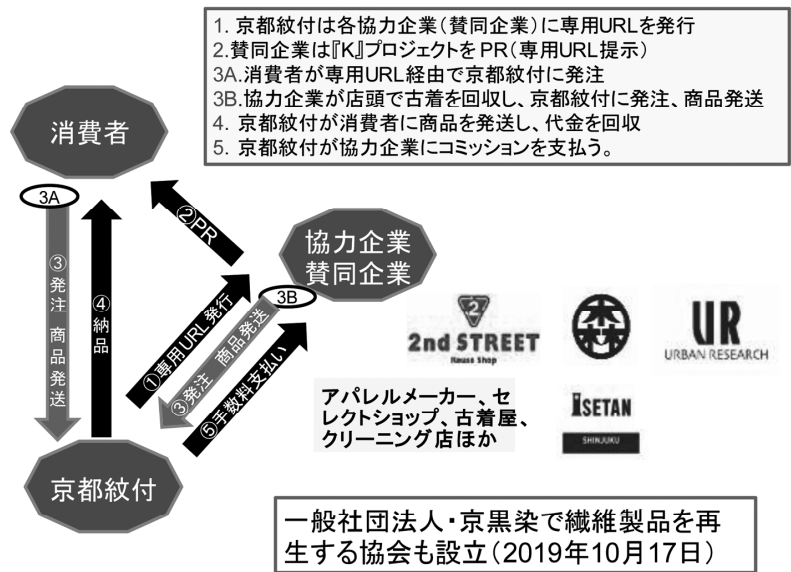 1. 京都紋付は各協力企業（賛同企業）に専用URLを発行
2.賛同企業は『K』プロジェクトをPR（専用URL提示）
3A.消費者が専用URL経由で京都紋付に発注
3B.協力企業が店頭で古着を回収し、京都紋付に発注、商品発送
4. 京都紋付が消費者に商品を発送し、代金を回収
5. 京都紋付が協力企業にコミッションを支払う。
消費者
3A
②PR
協力企業
賛同企業
3B
③発注 商品発送
④納品
①専用URL発行
③発注 商品発送
⑤手数料支払い
京都紋付
2
2nd STREET
Reuse Shop
UR
URBAN RESEARCH
ISETAN
SHINJUKU
アパレルメーカー、セ
レクトショップ、古着屋、
クリーニング店ほか
一般社団法人・京黒染で繊維製品を再
生する協会も設立（2019年10月17日）